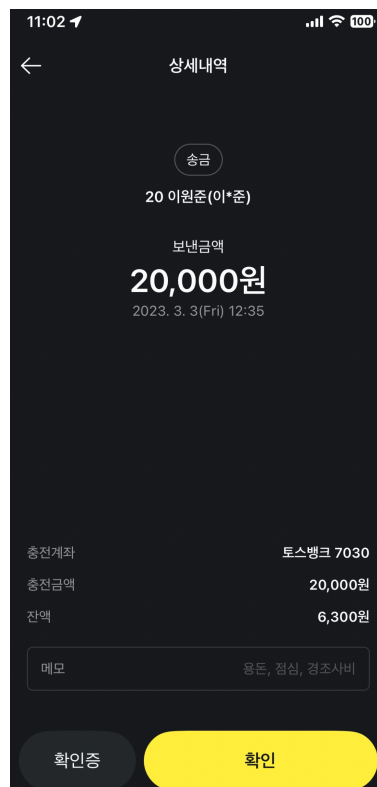 11:02
100
상세내역
송금
20 이원준(이*준)
보낸금액
20,000원
2023. 3. 3(Fri) 12:35
충전계좌 토스뱅크 7030
충전금액 20,000원
잔액 6,300원
메모 용돈, 점심, 경조사비
확인증 확인